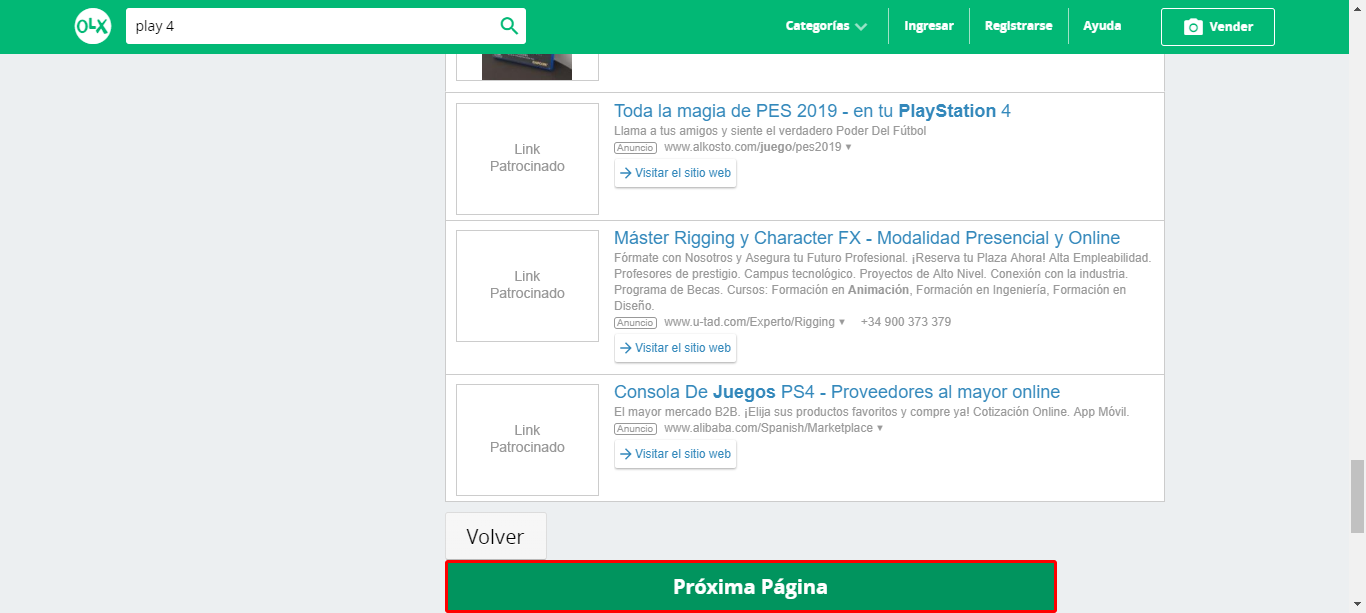 OLX
play 4
Categorías
Ingresar
Registrarse
Ayuda
Vender
Link
Patrocinado
Toda la magia de PES 2019 - en tu PlayStation 4
Llama a tus amigos y siente el verdadero Poder Del Fútbol
Anuncio www.alkosto.com/juego/pes2019 ▼
→ Visitar el sitio web
Link
Patrocinado
Máster Rigging y Character FX - Modalidad Presencial y Online
Fórmate con Nosotros y Asegura tu Futuro Profesional. ¡Reserva tu Plaza Ahora! Alta Empleabilidad.
Profesores de prestigio. Campus tecnológico. Proyectos de Alto Nivel. Conexión con la industria.
Programa de Becas. Cursos: Formación en Animación, Formación en Ingeniería, Formación en
Diseño.
Anuncio www.u-tad.com/Experto/Rigging ▼ +34 900 373 379
→ Visitar el sitio web
Link
Patrocinado
Consola De Juegos PS4 - Proveedores al mayor online
El mayor mercado B2B. ¡Elija sus productos favoritos y compre ya! Cotización Online. App Móvil.
Anuncio www.alibaba.com/Spanish/Marketplace ▼
→ Visitar el sitio web
Volver
Próxima Página